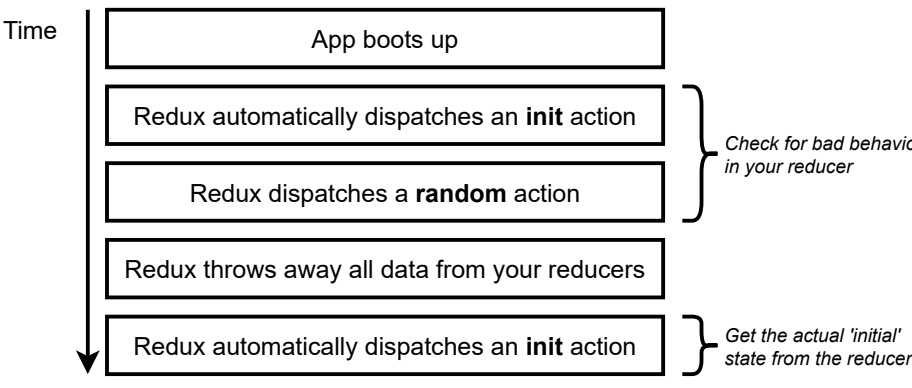 Time
App boots up
Redux automatically dispatches an init action
Redux dispatches a random action
Check for bad
in your reducer
Redux throws away all data from your reducers
Redux automatically dispatches an init action
Get the actual 'initial'
state from the reducer